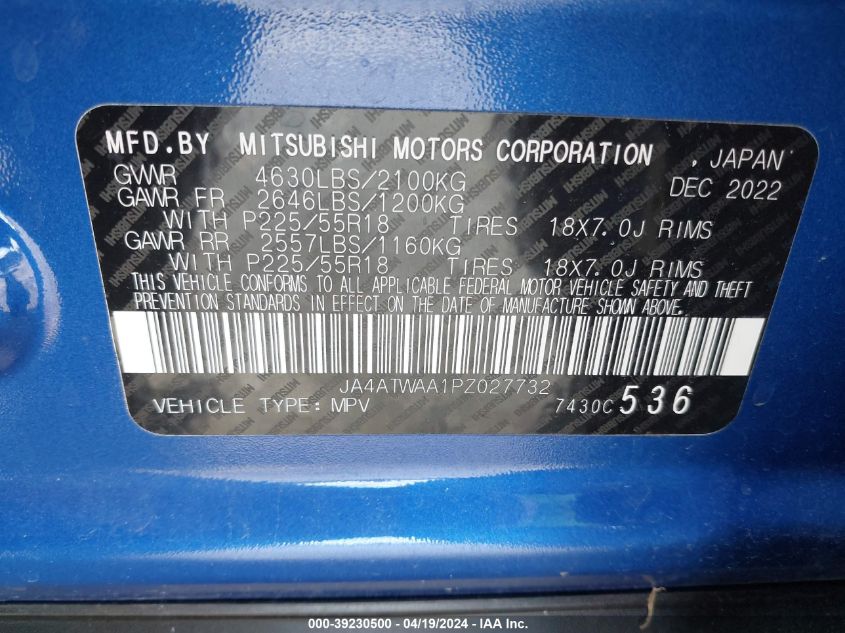 MFD.BY MITSUBISHI MOTORS CORPORATION , JAPAN
GVWR 4630LBS/2100KG DEC 2022
GAWR FR 2646LBS/1200KG
WITH P225/55R18 TIRES 18X7.0J RIMS
GAWR RR 2557LBS/1160KG
WITH P225/55R18 TIRES 18X7.0J RIMS
THIS VEHICLE CONFORMS TO ALL APPLICABLE FEDERAL MOTOR VEHICLE SAFETY AND THEFT
PREVENTION STANDARDS IN EFFECT ON THE DATE OF MANUFACTURE SHOWN ABOVE.
JA4ATWAA1PZ027732
VEHICLE TYPE: MPV 7430C 536
000-39230500 - 04/19/2024 - IAA Inc.